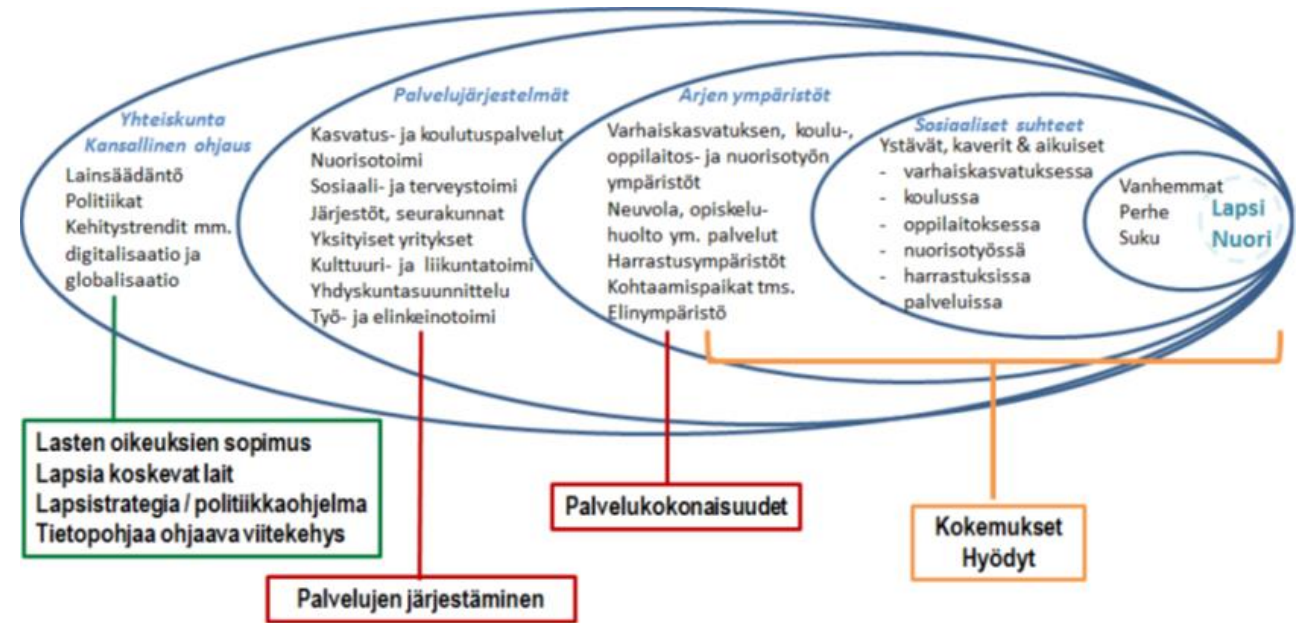 Yhteiskunta
Kansallinen ohjaus
Lainsäädäntö
Politiikat
Kehitystrendit mm.
digitalisaatio ja
globalisaatio
Palvelujärjestelmät
Kasvatus- ja koulutuspalvelut
Nuorisotoimi
Sosiaali- ja terveystoimi
Järjestöt, seurakunnat
Yksityiset yritykset
Kulttuuri- ja liikuntatoimi
Yhdyskuntasuunnittelu
Työ- ja elinkeinotoimi
Arjen ympäristöt
Varhaiskasvatuksen, koulu-,
oppilaitos- ja nuorisotyön
ympäristöt
Neuvola, opiskelu-
huolto ym. palvelut
Harrastusympäristöt
Kohtaamispaikat tms.
Elinympäristö
Sosiaaliset suhteet
Ystävät, kaverit & aikuiset
- varhaiskasvatuksessa
- koulussa
- oppilaitoksessa
- nuorisotyössä
- harrastuksissa
- palveluissa
Vanhemmat
Perhe
Suku
Lapsi
Nuori
Lasten oikeuksien sopimus
Lapsia koskevat lait
Lapsistrategia / politiikkaohjelma
Tietopohjaa ohjaava viitekehys
Palvelujen järjestäminen
Palvelukokonaisuudet
Kokemukset
Hyödyt